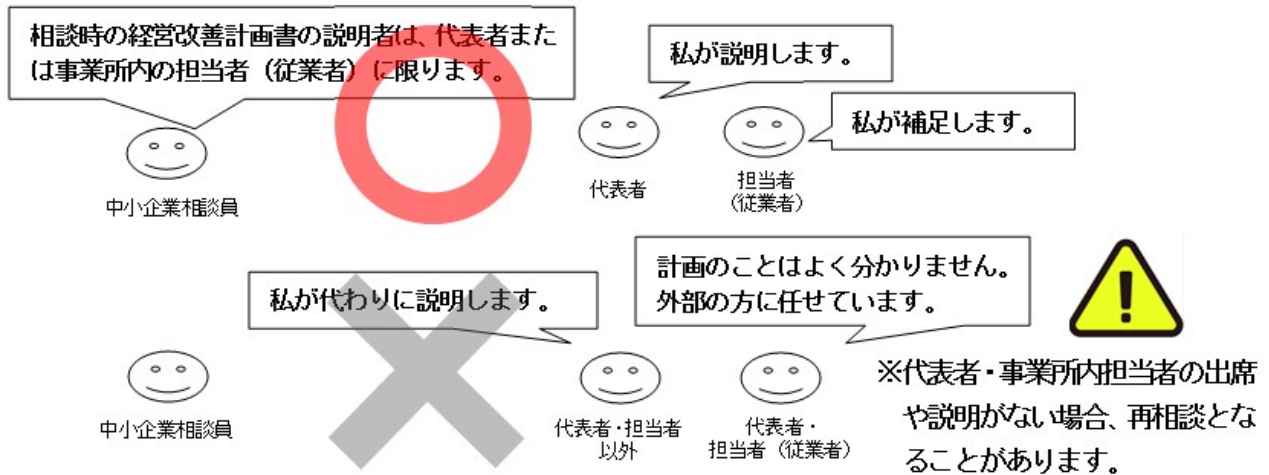 相談時の経営改善計画書の説明者は、代表者また
は事業所内の担当者（従業者）に限ります。
私が説明します。
私が補足します。
中小企業相談員
代表者
担当者
（従業者）
計画のことはよく分かりません。
外部の方に任せています。
私が代わりに説明します。
中小企業相談員
代表者・担当者
以外
代表者・
担当者（従業者）
※代表者・事業所内担当者の出席
や説明がない場合、再相談とな
ることがあります。